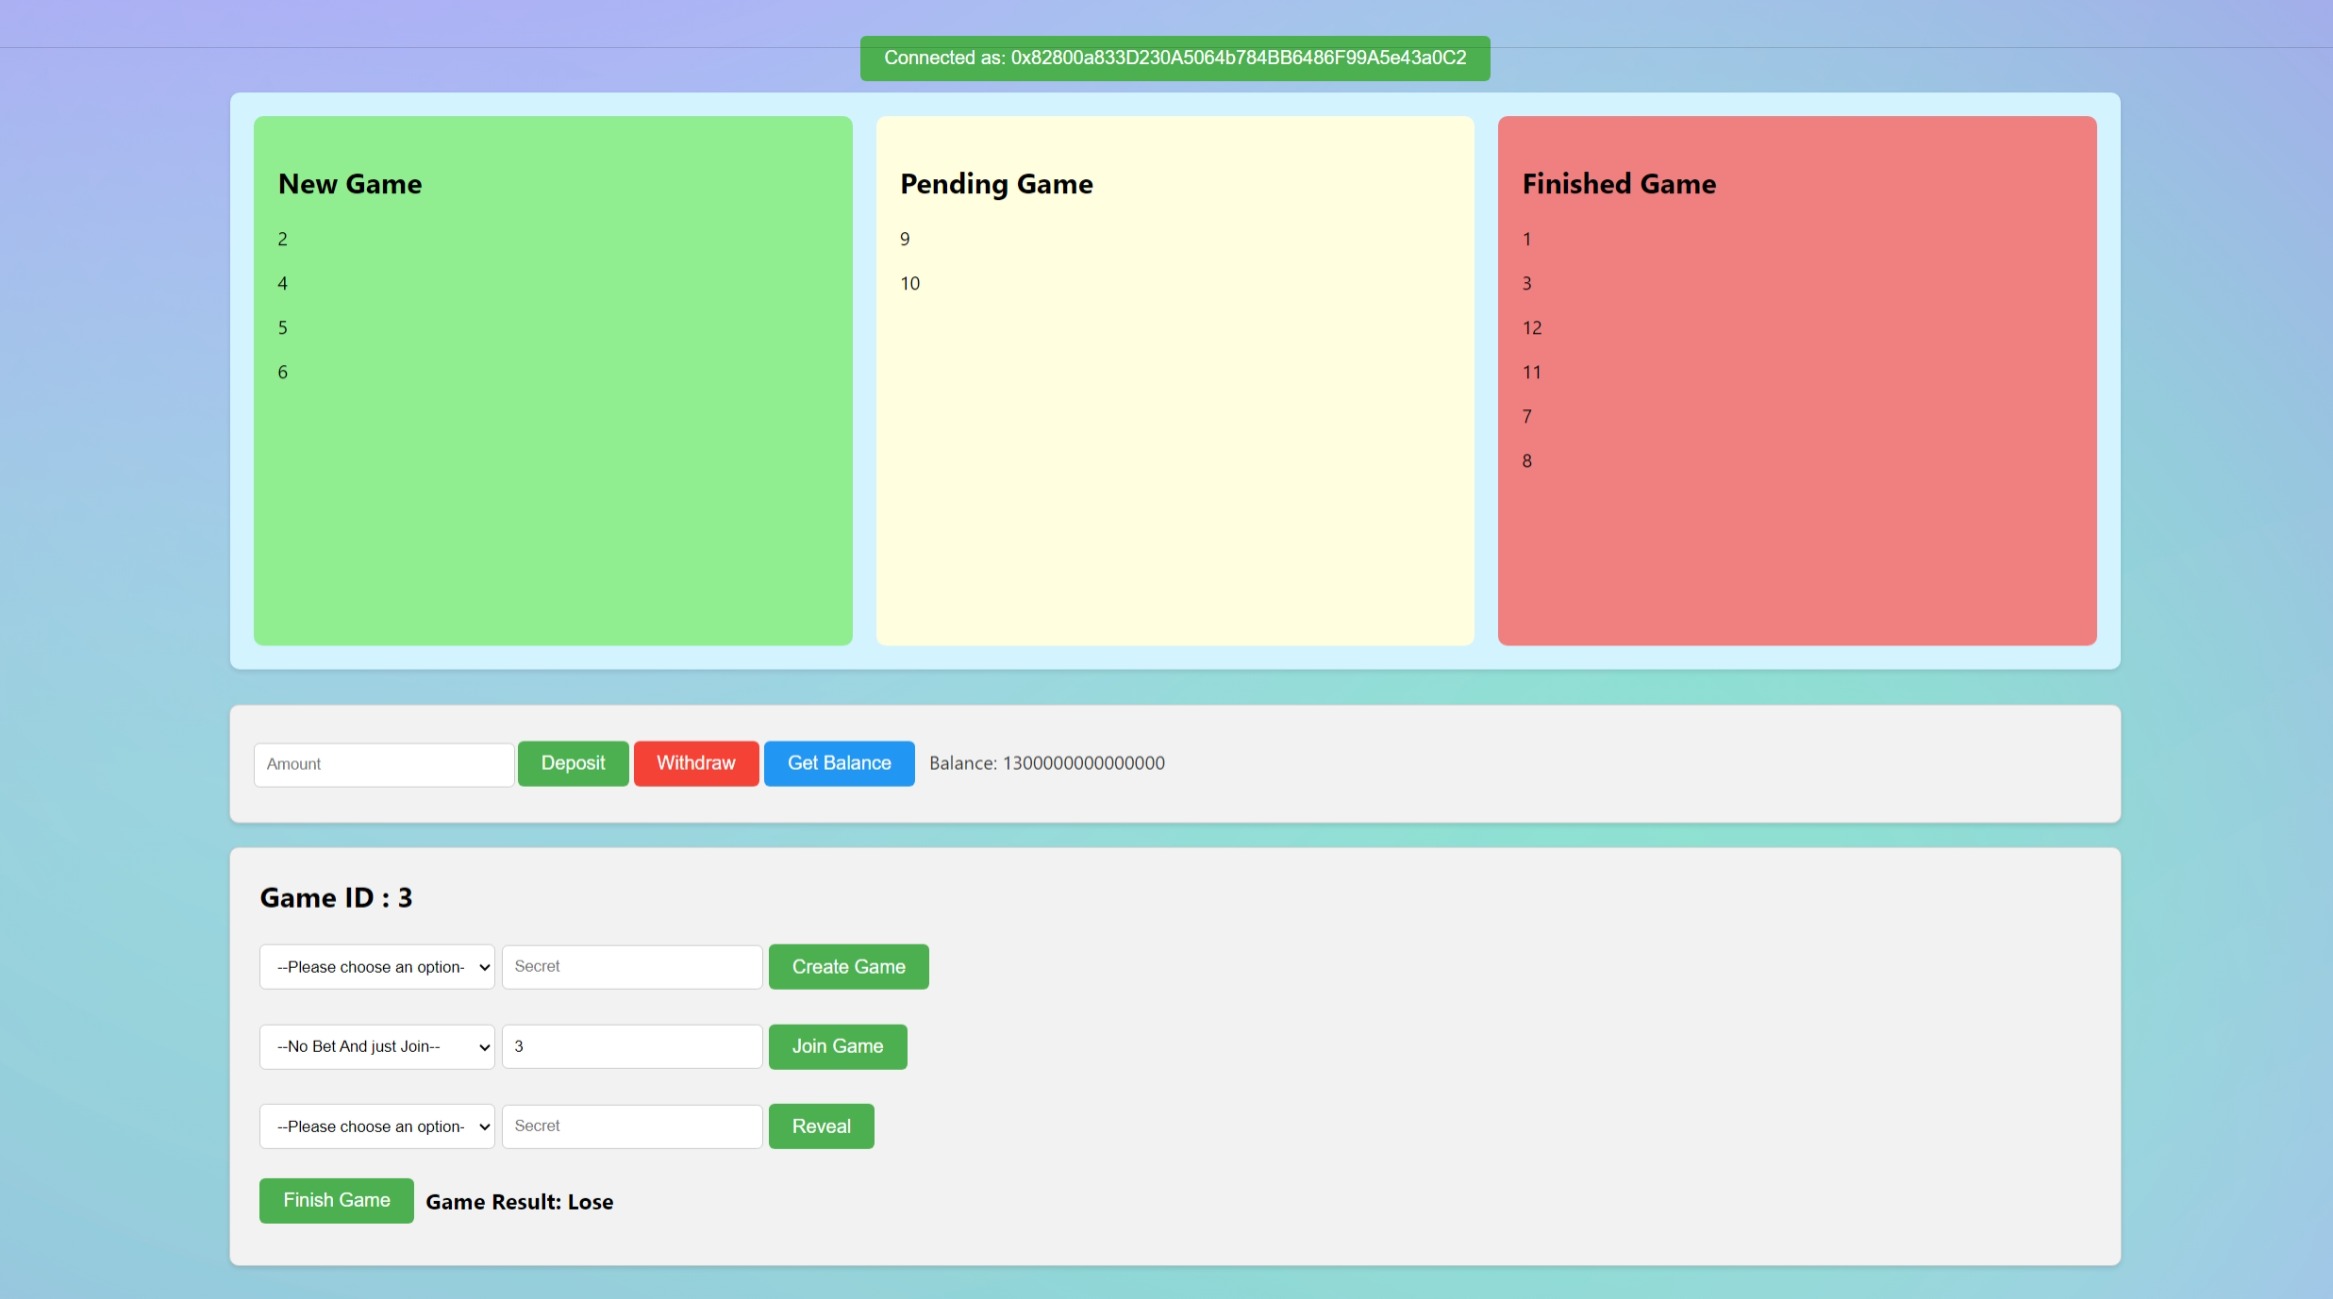 Connected as: 0x82800a833D230A5064b784BB6486F99A5e43a0C2
New Game
2
4
5
6
Pending Game
9
10
Finished Game
1
3
12
11
7
8
Amount Deposit Withdraw Get Balance Balance: 1300000000000000
Game ID : 3
--Please choose an option- Secret Create Game
--No Bet And just Join-- 3 Join Game
--Please choose an option- Secret Reveal
Finish Game Game Result: Lose